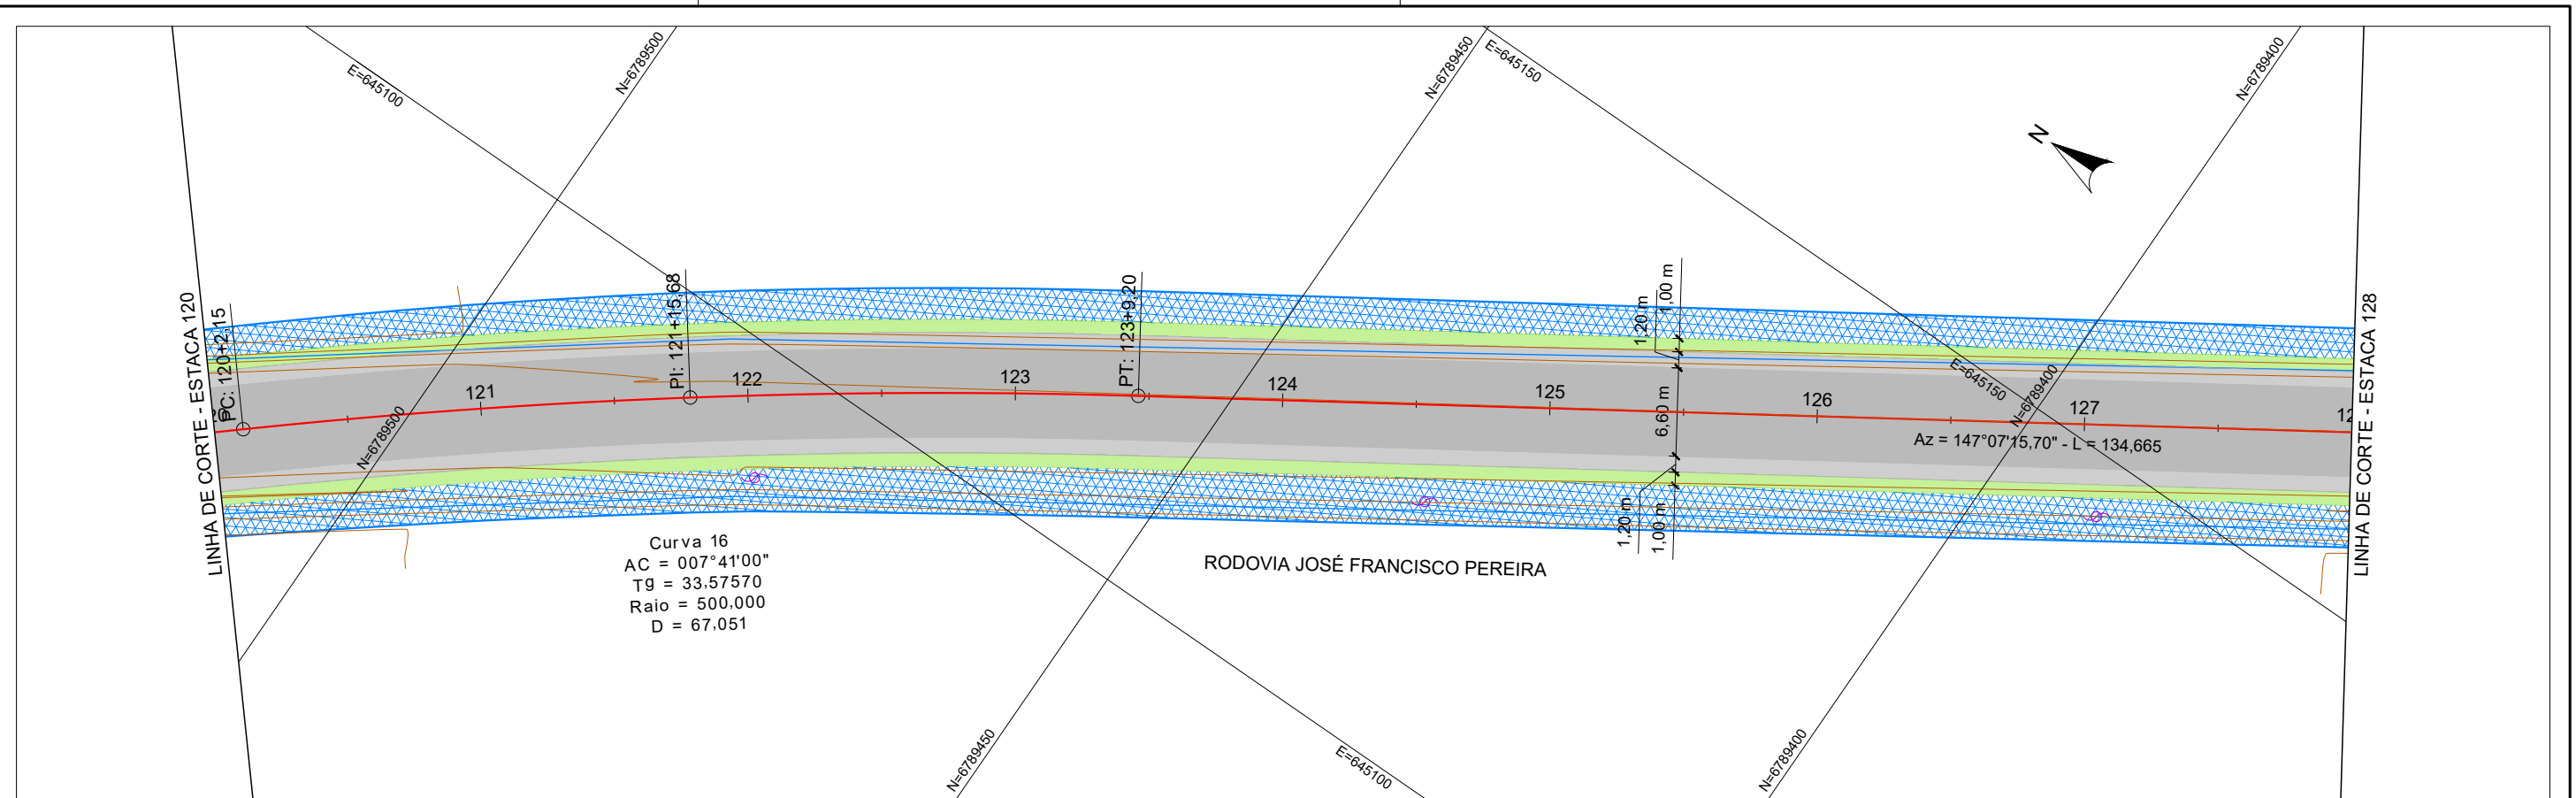 E=645100
N=6789500
N=6789450
E=645150
N=6789400
N
LINHA DE CORTE - ESTACA 120
PC: 120+2,15
PI: 121+15,68
PT: 123+9,20
1,20 m
1,00 m
LINHA DE CORTE - ESTACA 128
121
122
123
124
125
126
127
12
6,60 m
E=645150
N=6789400
N=6789500
Az = 147°07'15,70" - L = 134,665
1,20 m
1,00 m
Curva 16
AC = 007°41'00"
Tg = 33,57570
Raio = 500,000
D = 67,051
RODOVIA JOSÉ FRANCISCO PEREIRA
N=6789450
E=645100
N=6789400